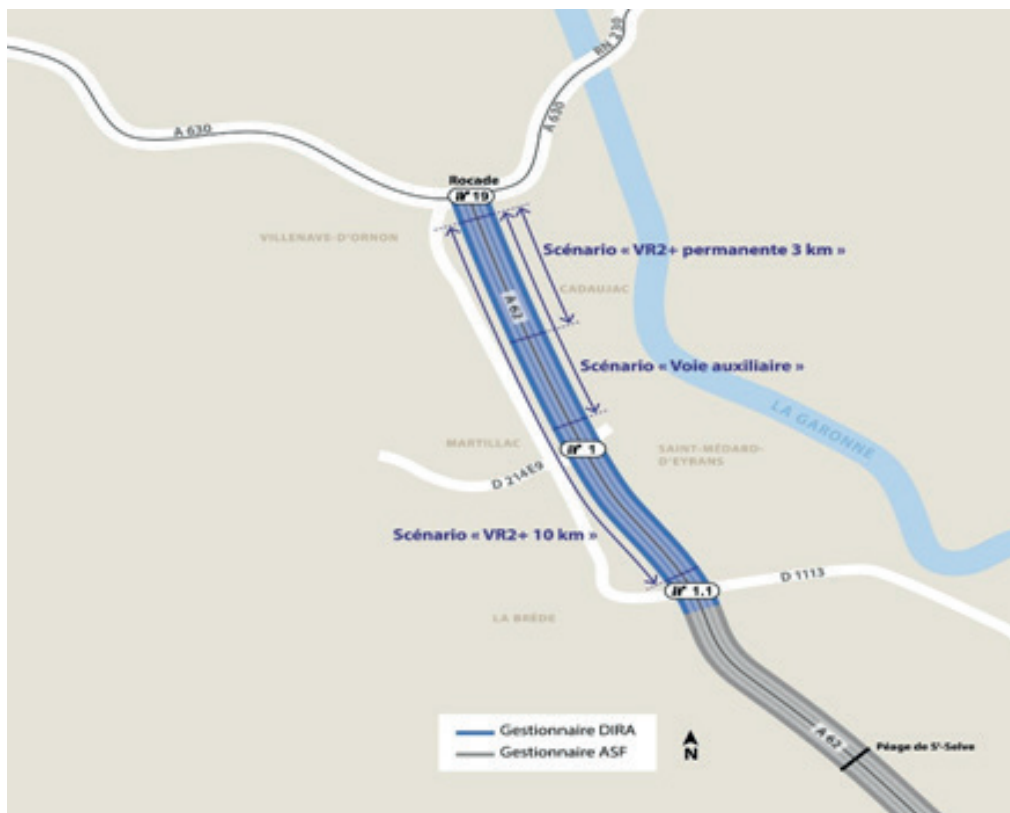 RN 230
A 630
A 630
Rocade
19
VILLENAVE-D'ORNON
Scénario « VR2+ permanente 3 km »
CADAUJAC
A 62
Scénario « Voie auxiliaire »
LA GARONNE
MARTILLAC
1
SAINT-MÉDARD-
D'EYRANS
D 214E9
Scénario « VR2+ 10 km »
D 1113
1.1
LA BRÈDE
Gestionnaire DIRA
Gestionnaire ASF
N
A 62
Péage de St-Selve